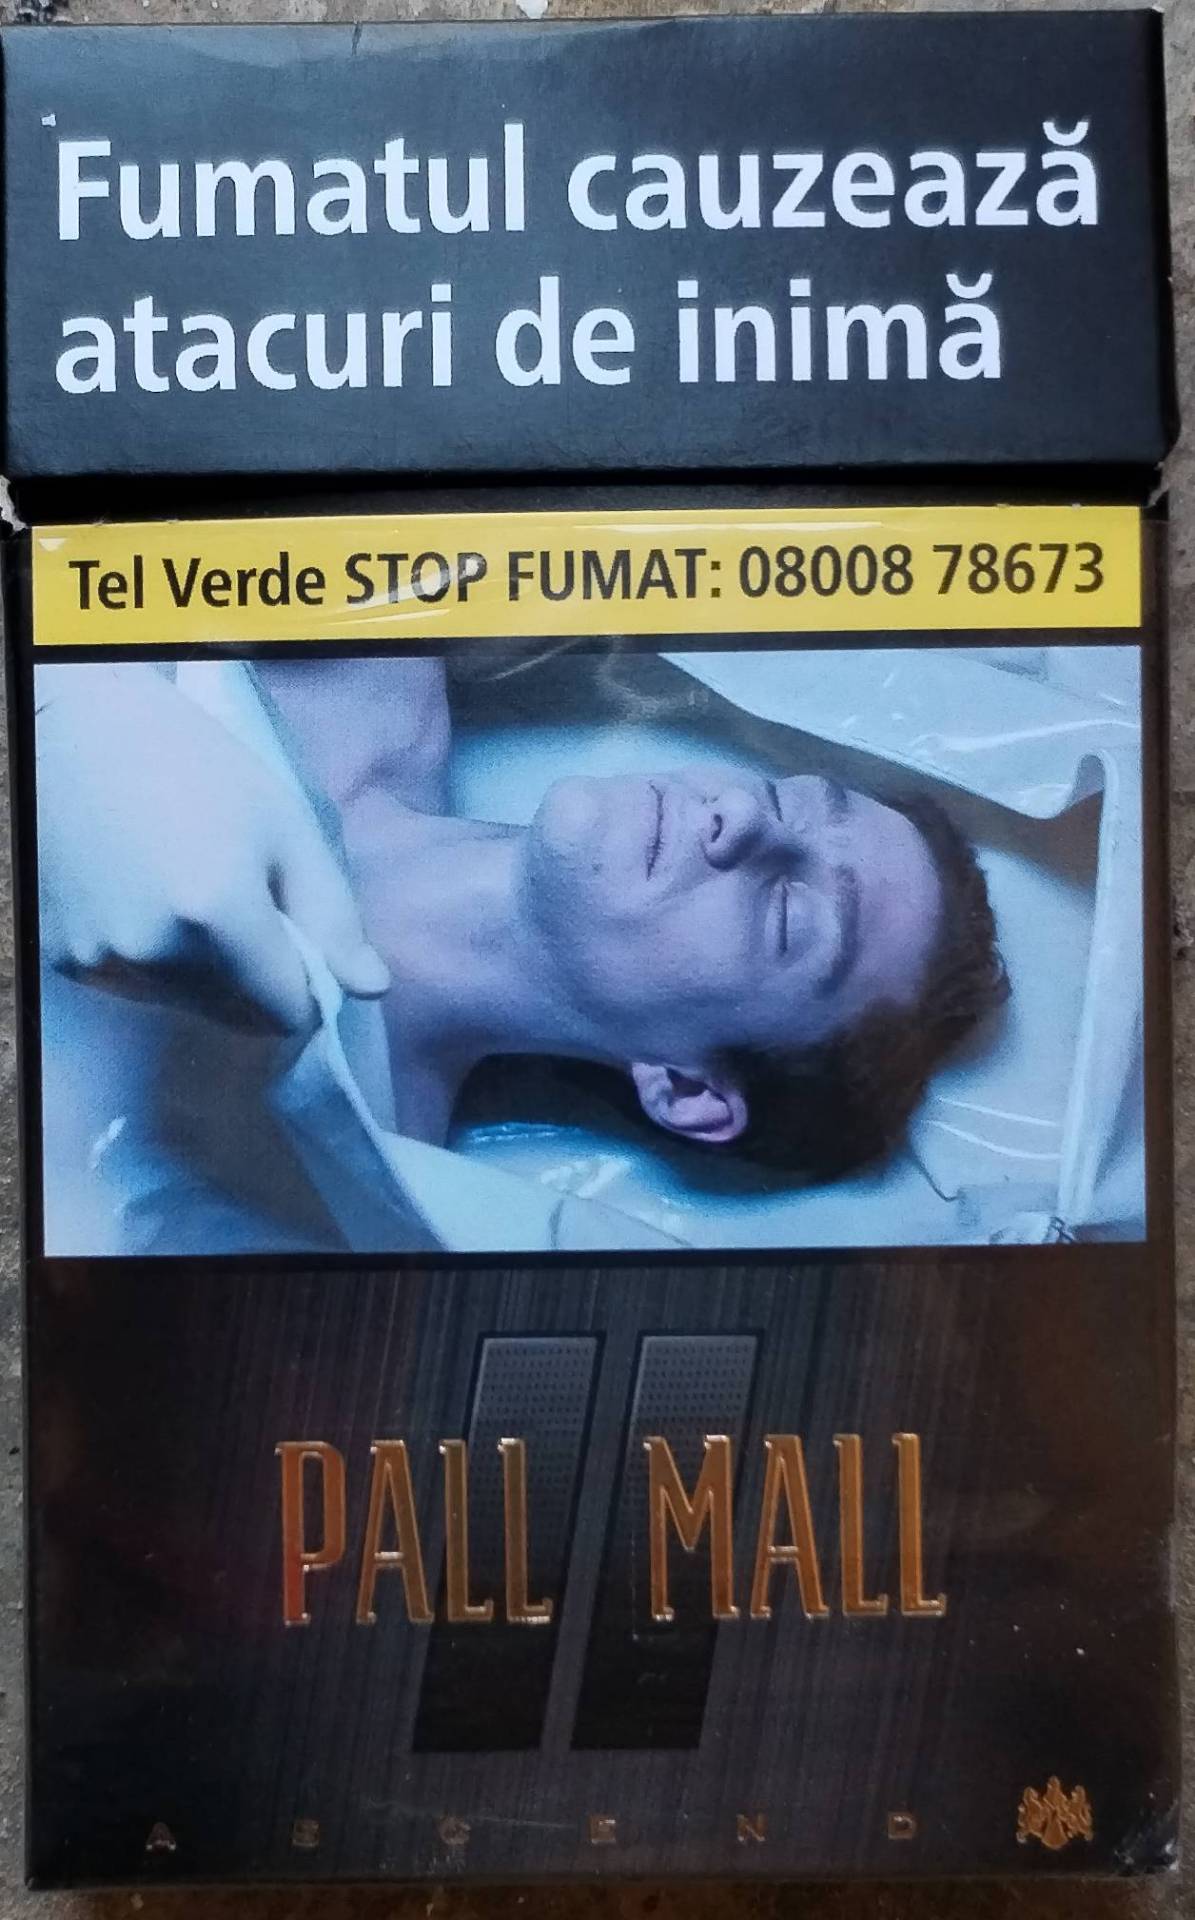 Fumatul cauzează
atacuri de inimă
Tel Verde STOP FUMAT: 08008 78673
PALL MALL
ASCEND